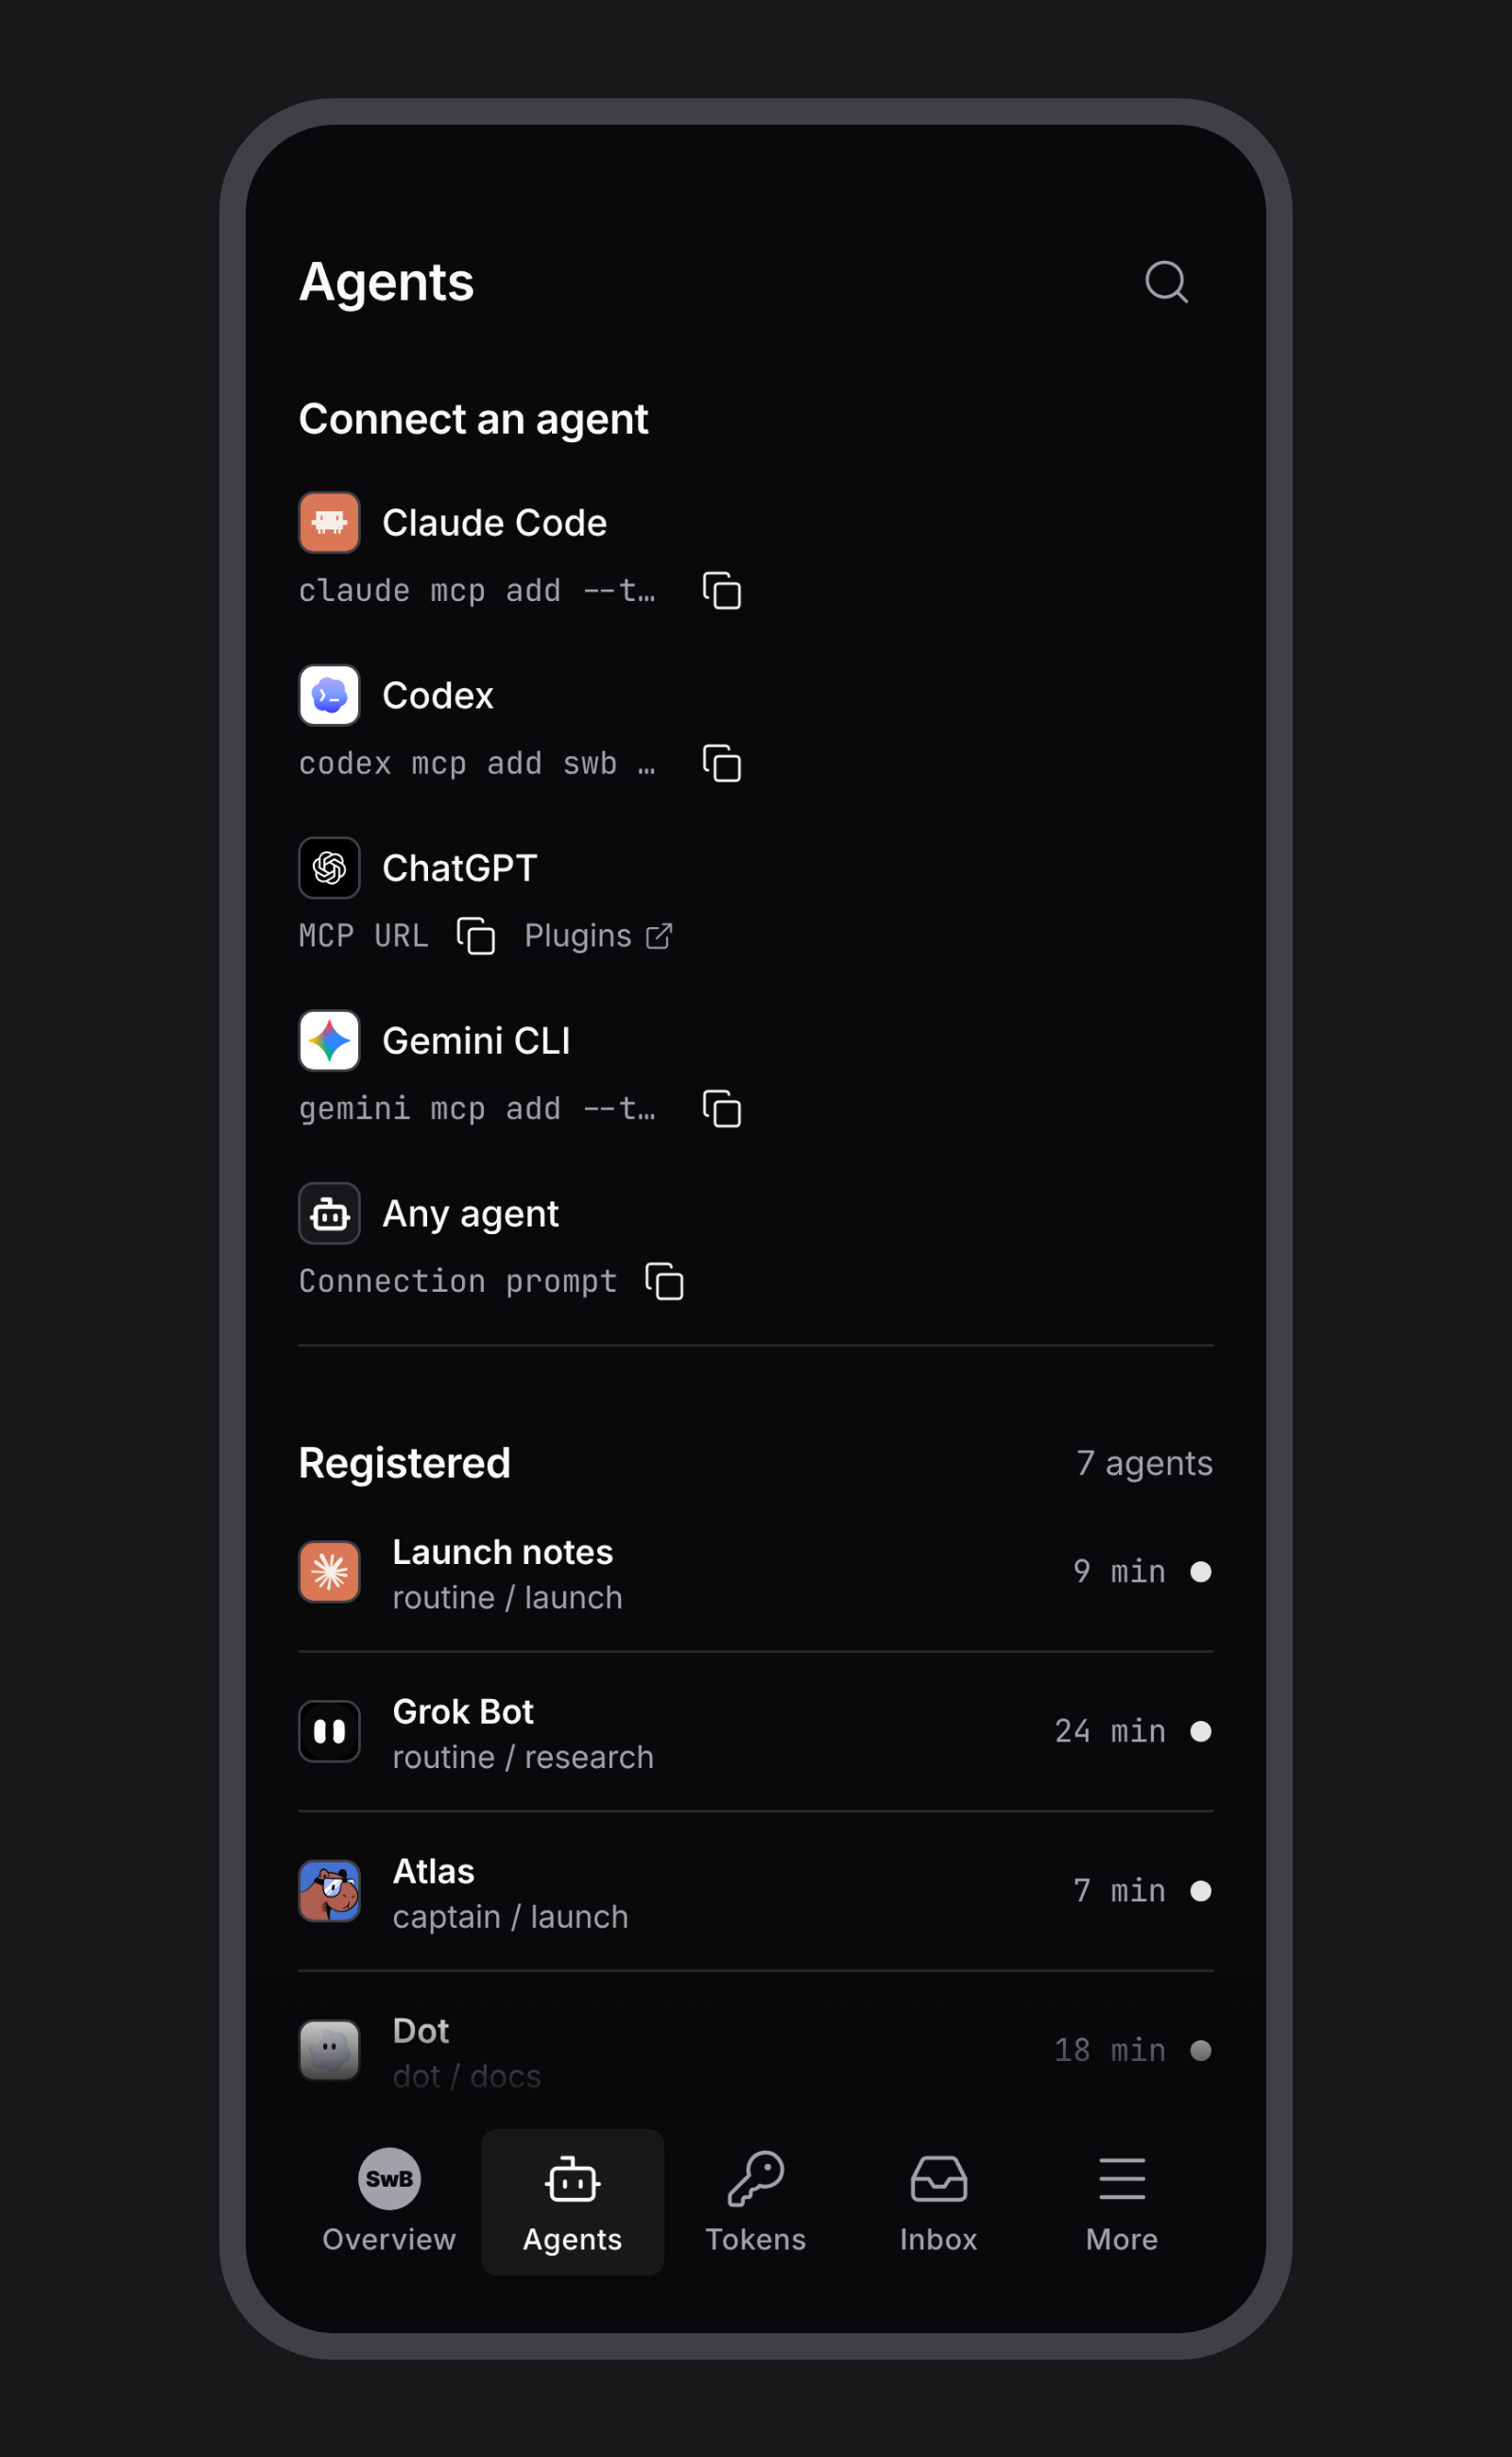 Agents
Connect an agent
Claude Code
claude mcp add --t…
Codex
codex mcp add swb …
ChatGPT
MCP URL Plugins
Gemini CLI
gemini mcp add --t…
Any agent
Connection prompt
Registered 7 agents
Launch notes
routine / launch
9 min
Grok Bot
routine / research
24 min
Atlas
captain / launch
7 min
Dot
dot / docs
18 min
SwB
Overview Agents Tokens Inbox More